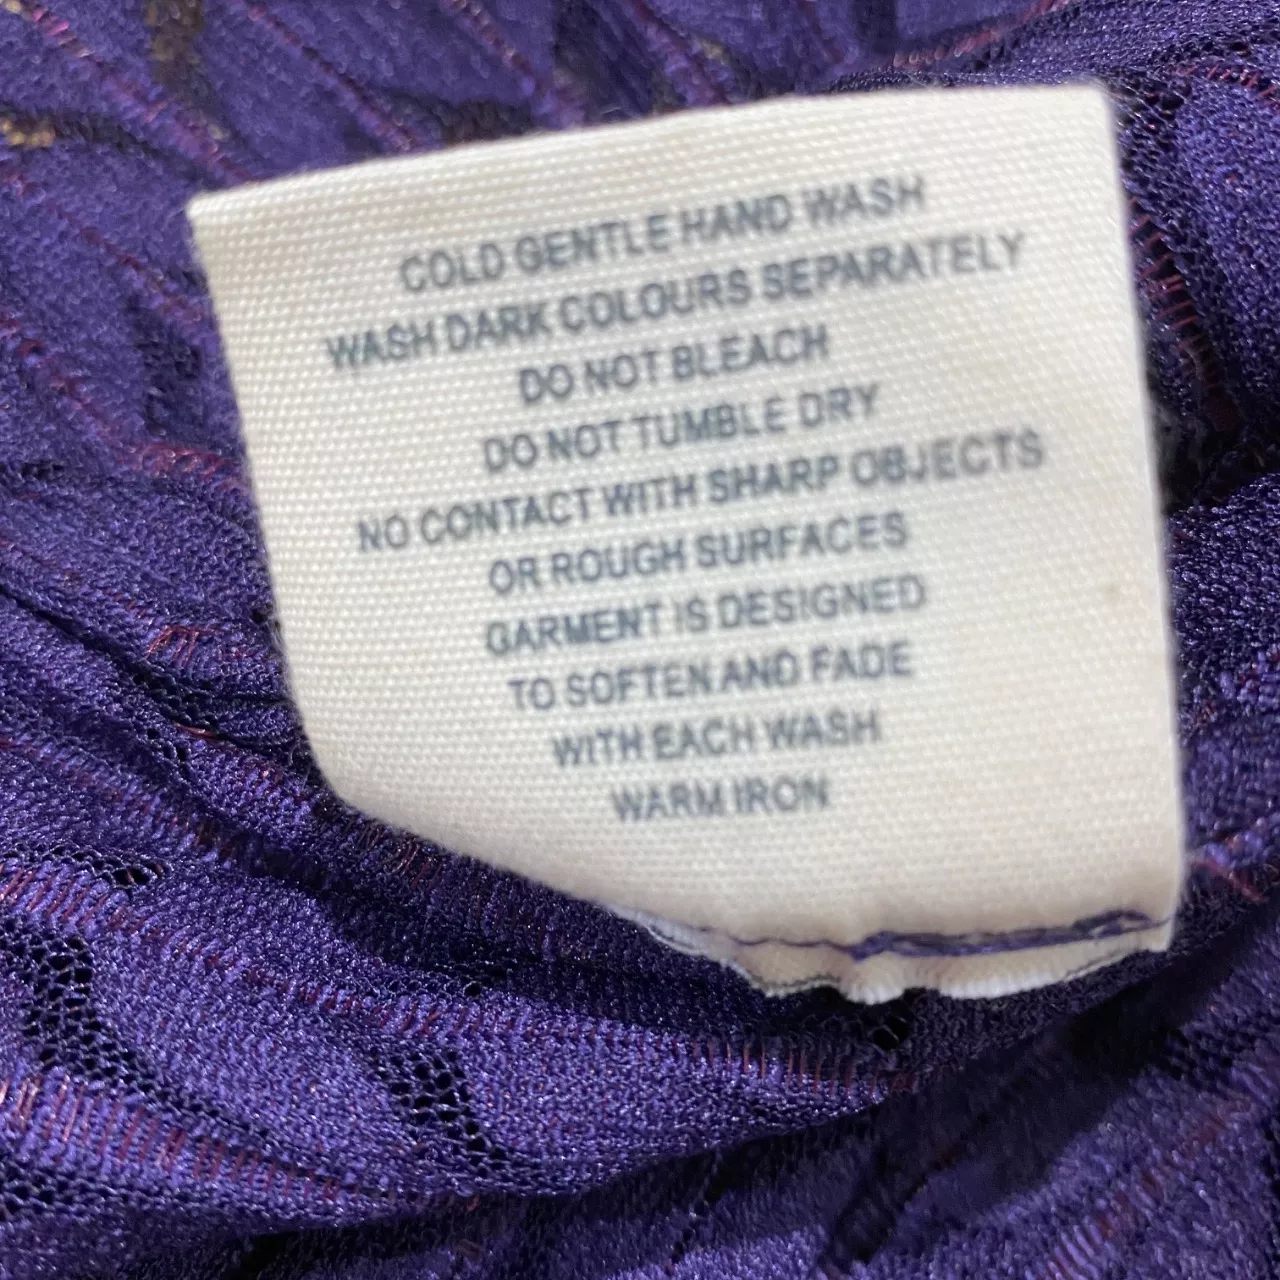 COLD GENTLE HAND WASH
WASH DARK COLOURS SEPARATELY
DO NOT BLEACH
DO NOT TUMBLE DRY
NO CONTACT WITH SHARP OBJECTS
OR ROUGH SURFACES
GARMENT IS DESIGNED
TO SOFTEN AND FADE
WITH EACH WASH
WARM IRON